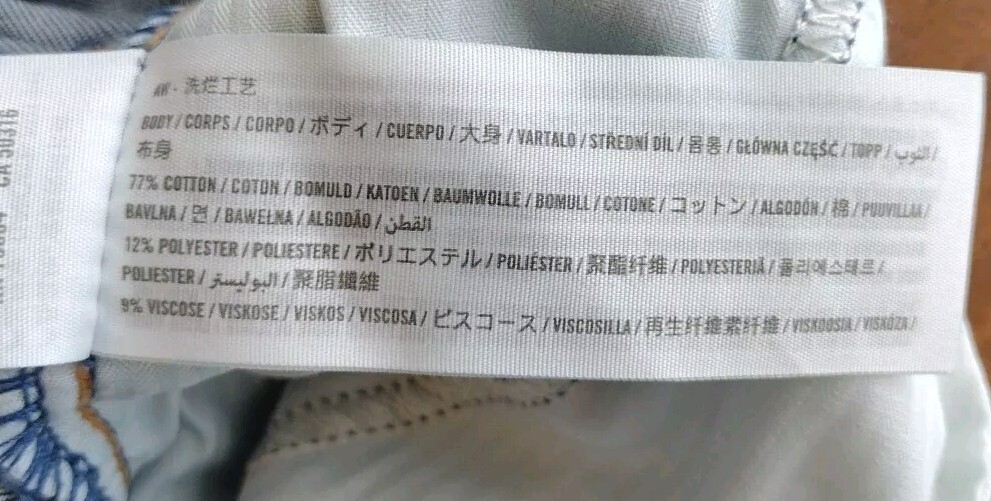 洗烂工艺
BODY / CORPS / CORPO / ボディ / CUERPO / 大身 / VARTALO / STŘEDNÍ DÍL / 몸통 / GŁÓWNA CZĘŚĆ / TOPP / الثوب /
布身
77% COTTON / COTON / BOMULD / KATOEN / BAUMWOLLE / BOMULL / COTONE / コットン / ALGODÓN / 棉 / PUUVILLAA /
BAVLNA / 면 / BAWEŁNA / ALGODÃO / القطن
12% POLYESTER / POLIESTERE / ポリエステル / POLIÉSTER / 聚酯纤维 / POLYESTERIÄ / 폴리에스테르 /
POLIESTER / البوليستر / 聚脂纖維
9% VISCOSE / VISKOSE / VISKOS / VISCOSA / ビスコース / VISCOSILLA / 再生纤维素纤维 / VISKOOSIA / VISKÓZA /
CA 30316